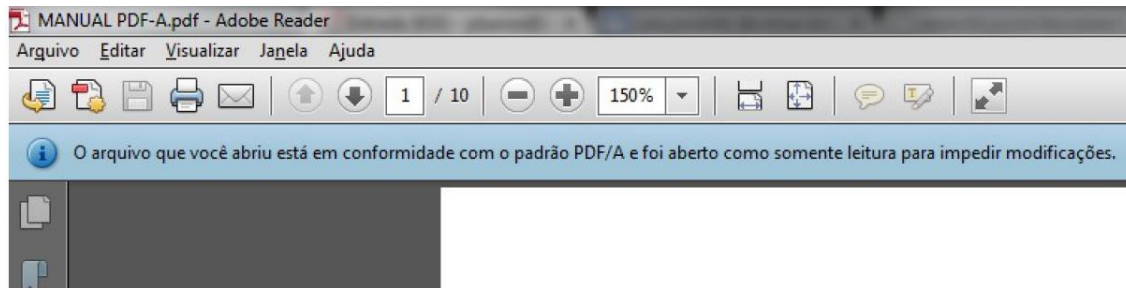 MANUAL PDF-A.pdf - Adobe Reader
Arquivo Editar Visualizar Janela Ajuda
1 / 10 150%
O arquivo que você abriu está em conformidade com o padrão PDF/A e foi aberto como somente leitura para impedir modificações.